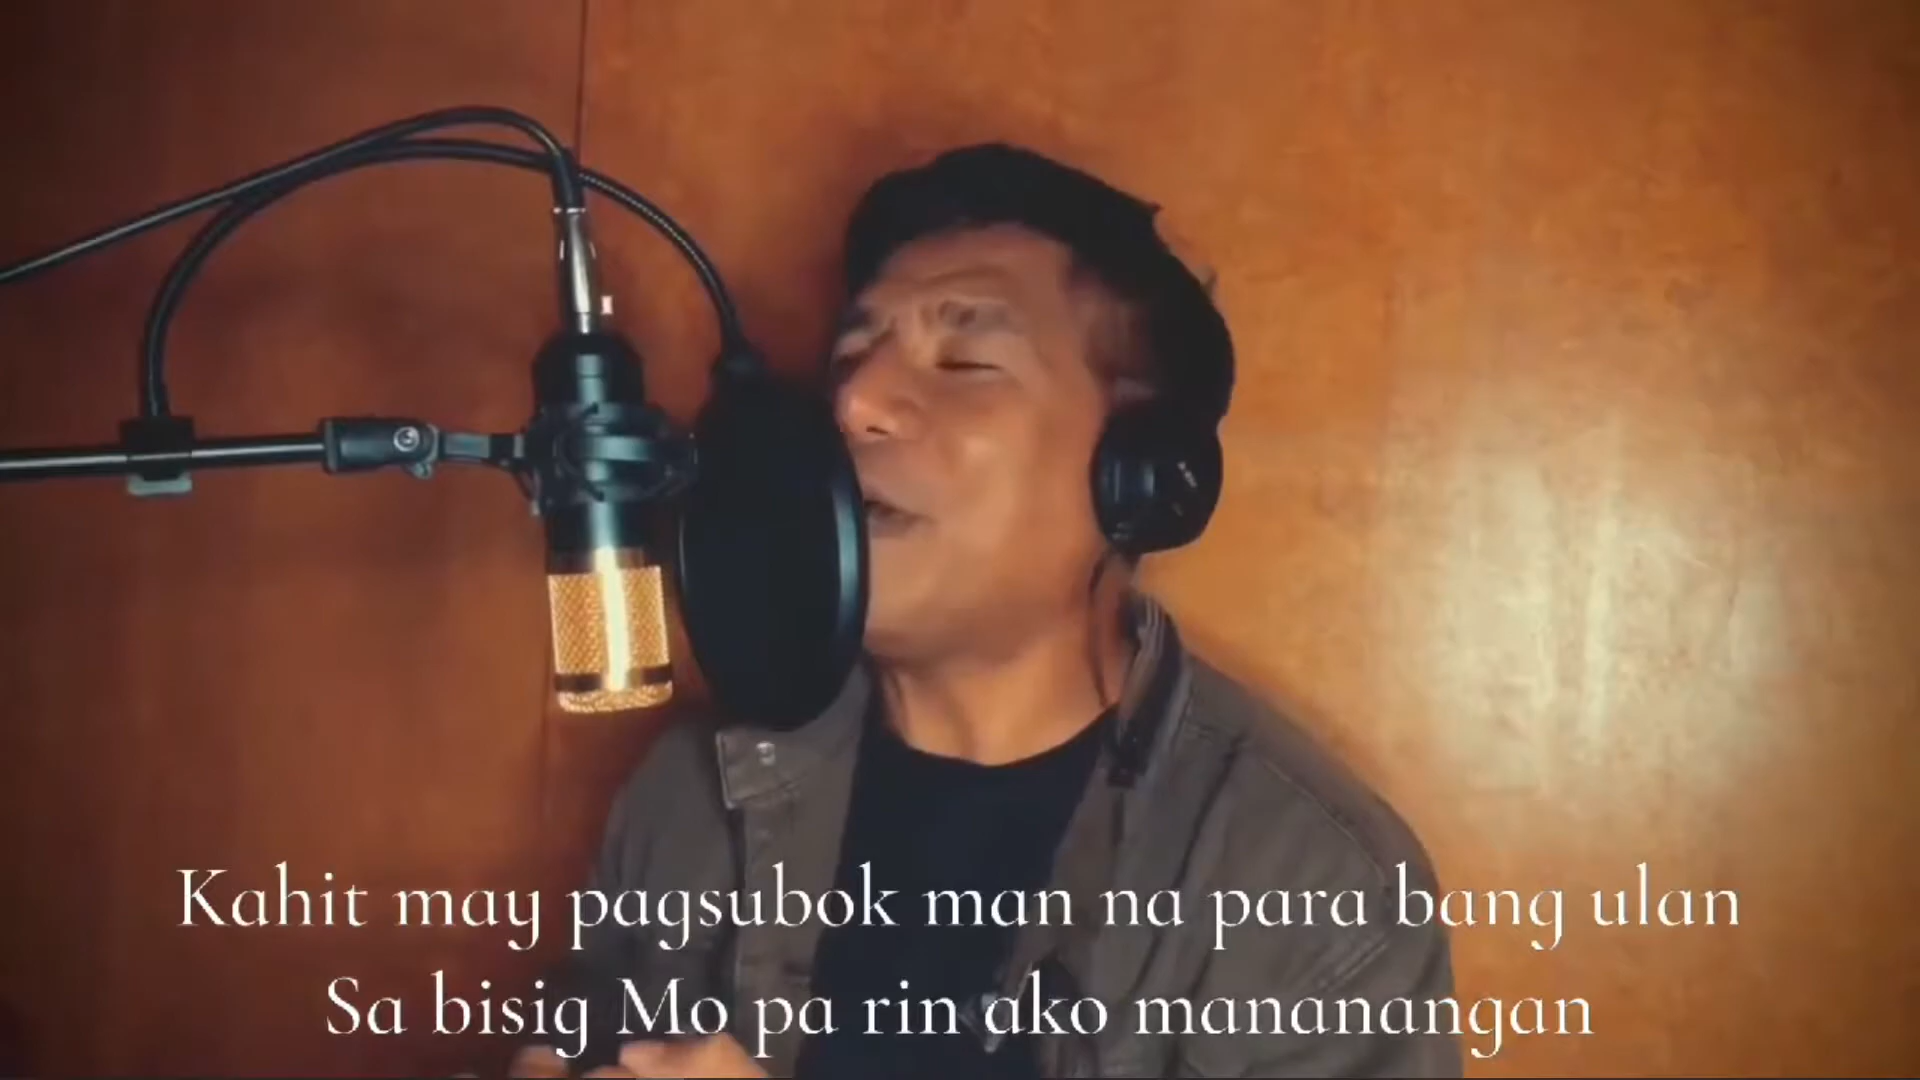 Kahit may pagsubok man na para bang ulan
Sa bisig Mo pa rin ako mananangan